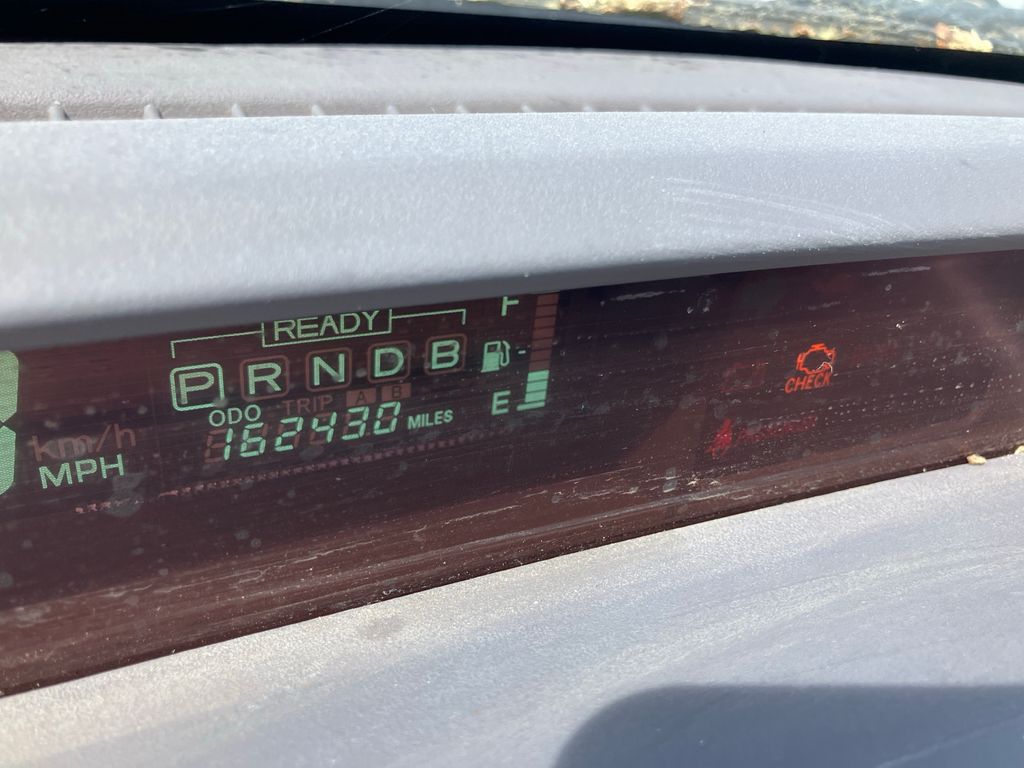 READY
P R N D B
F
E
ODO TRIP A B
162430 MILES
km/h
MPH
CHECK